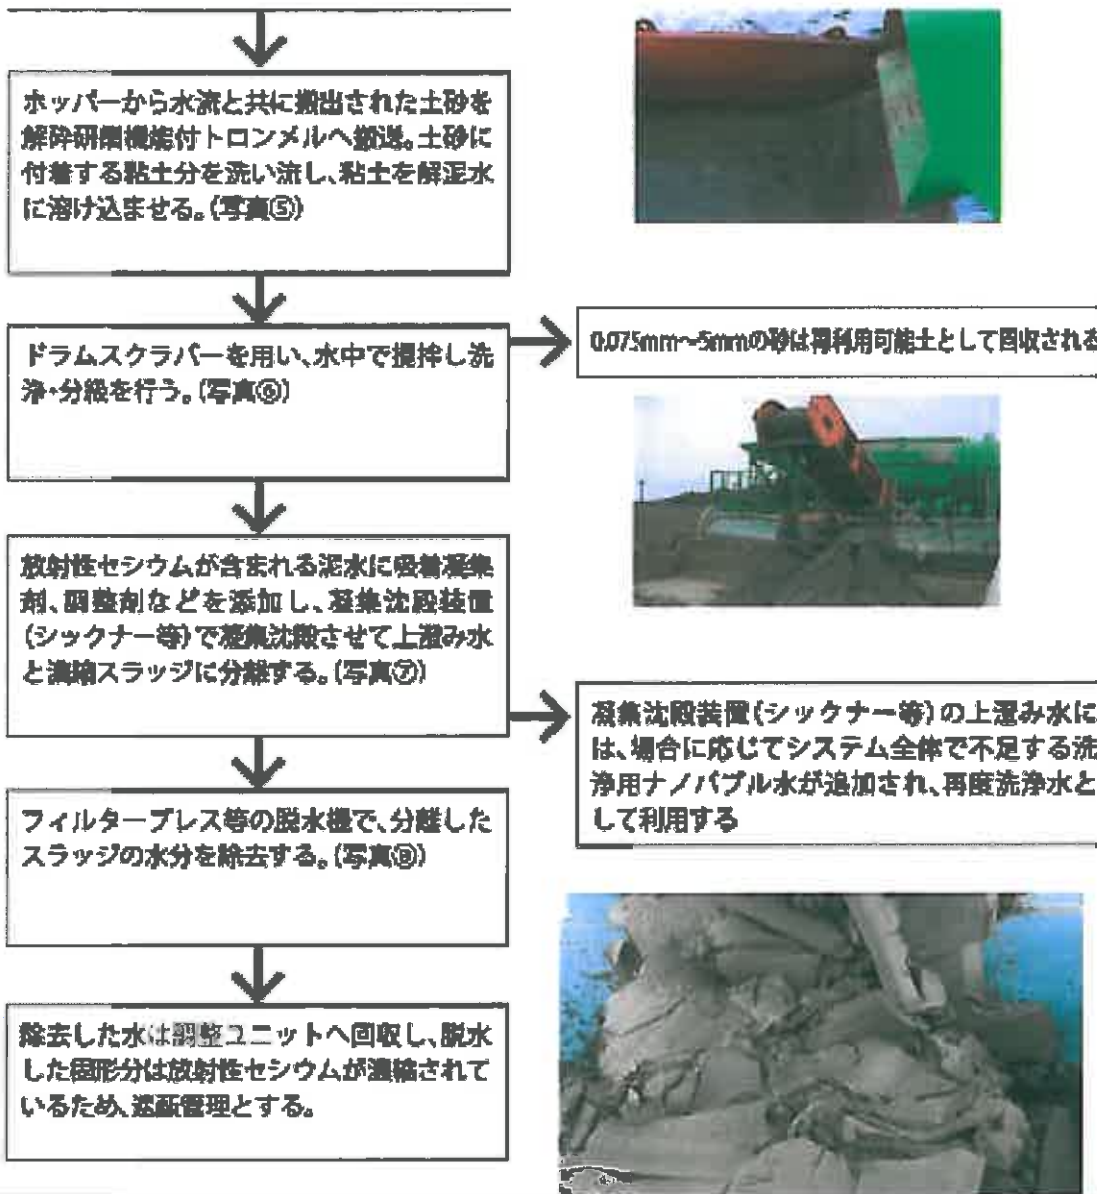 ホッパーから水流と共に搬出された土砂を
解砕研磨機能付トロンメルへ搬送。土砂に
付着する粘土分を洗い流し、粘土を解泥水
に溶け込ませる。(写真⑤)
ドラムスクラバーを用い、水中で攪拌し洗
浄・分級を行う。(写真⑥)
0.075mm~5mmの砂は再利用可能土として回収される
放射性セシウムが含まれる泥水に吸着凝集
剤、調整剤などを添加し、凝集沈殿装置
(シックナー等)で凝集沈殿させて上澄み水
と濃縮スラッジに分離する。(写真⑦)
凝集沈殿装置(シックナー等)の上澄み水に
は、場合に応じてシステム全体で不足する洗
浄用ナノバブル水が追加され、再度洗浄水と
して利用する
フィルタープレス等の脱水機で、分離した
スラッジの水分を除去する。(写真⑧)
除去した水は調整ユニットへ回収し、脱水
した固形分は放射性セシウムが濃縮されて
いるため、遮蔽管理とする。